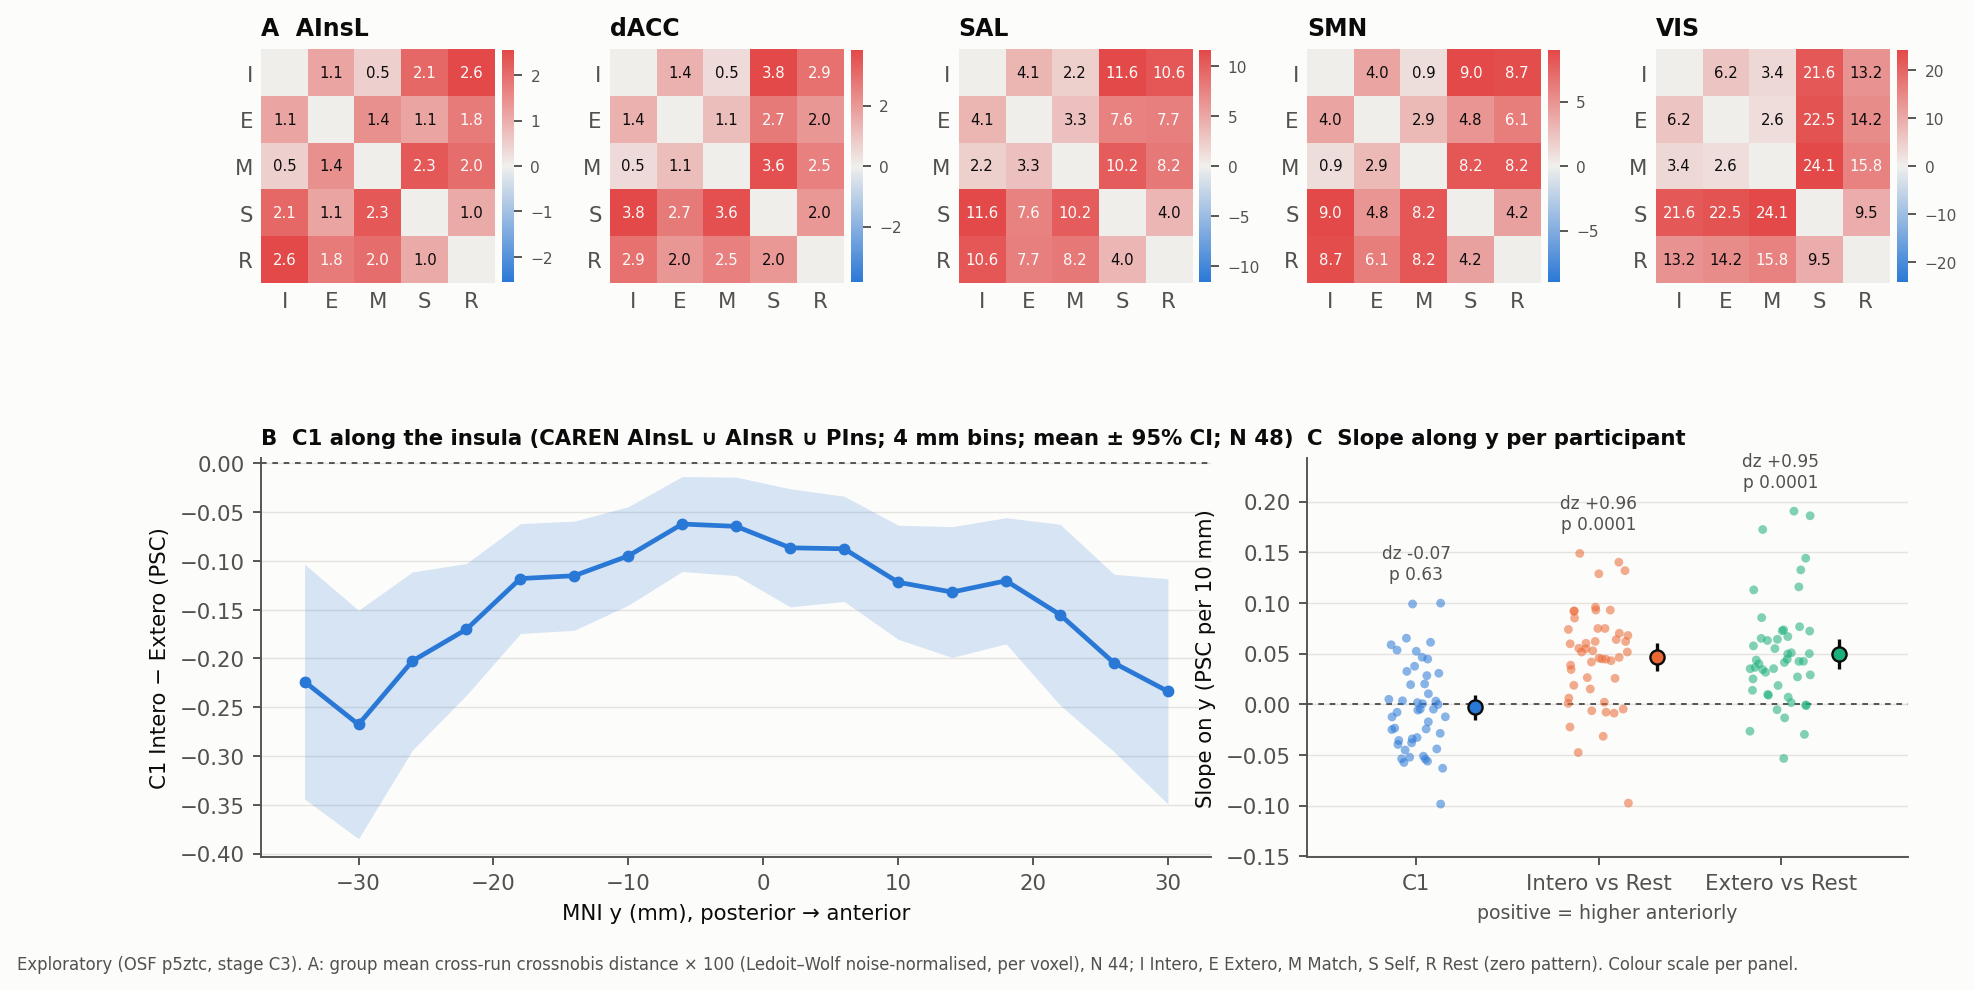 A  AInsL
dACC
SAL
SMN
VIS
I 1.1 0.5 2.1 2.6
E 1.1 1.4 1.1 1.8
M 0.5 1.4 2.3 2.0
S 2.1 1.1 2.3 1.0
R 2.6 1.8 2.0 1.0
I E M S R
2
1
0
−1
−2
I 1.4 0.5 3.8 2.9
E 1.4 1.1 2.7 2.0
M 0.5 1.1 3.6 2.5
S 3.8 2.7 3.6 2.0
R 2.9 2.0 2.5 2.0
I E M S R
2
0
−2
I 4.1 2.2 11.6 10.6
E 4.1 3.3 7.6 7.7
M 2.2 3.3 10.2 8.2
S 11.6 7.6 10.2 4.0
R 10.6 7.7 8.2 4.0
I E M S R
10
5
0
−5
−10
I 4.0 0.9 9.0 8.7
E 4.0 2.9 4.8 6.1
M 0.9 2.9 8.2 8.2
S 9.0 4.8 8.2 4.2
R 8.7 6.1 8.2 4.2
I E M S R
5
0
−5
I 6.2 3.4 21.6 13.2
E 6.2 2.6 22.5 14.2
M 3.4 2.6 24.1 15.8
S 21.6 22.5 24.1 9.5
R 13.2 14.2 15.8 9.5
I E M S R
20
10
0
−10
−20
B  C1 along the insula (CAREN AInsL ∪ AInsR ∪ PIns; 4 mm bins; mean ± 95% CI; N 48)
C1 Intero − Extero (PSC)
0.00
−0.05
−0.10
−0.15
−0.20
−0.25
−0.30
−0.35
−0.40
−30 −20 −10 0 10 20 30
MNI y (mm), posterior → anterior
C  Slope along y per participant
Slope on y (PSC per 10 mm)
0.20
0.15
0.10
0.05
0.00
−0.05
−0.10
−0.15
dz -0.07
p 0.63
dz +0.96
p 0.0001
dz +0.95
p 0.0001
C1 Intero vs Rest Extero vs Rest
positive = higher anteriorly
Exploratory (OSF p5ztc, stage C3). A: group mean cross-run crossnobis distance × 100 (Ledoit–Wolf noise-normalised, per voxel), N 44; I Intero, E Extero, M Match, S Self, R Rest (zero pattern). Colour scale per panel.